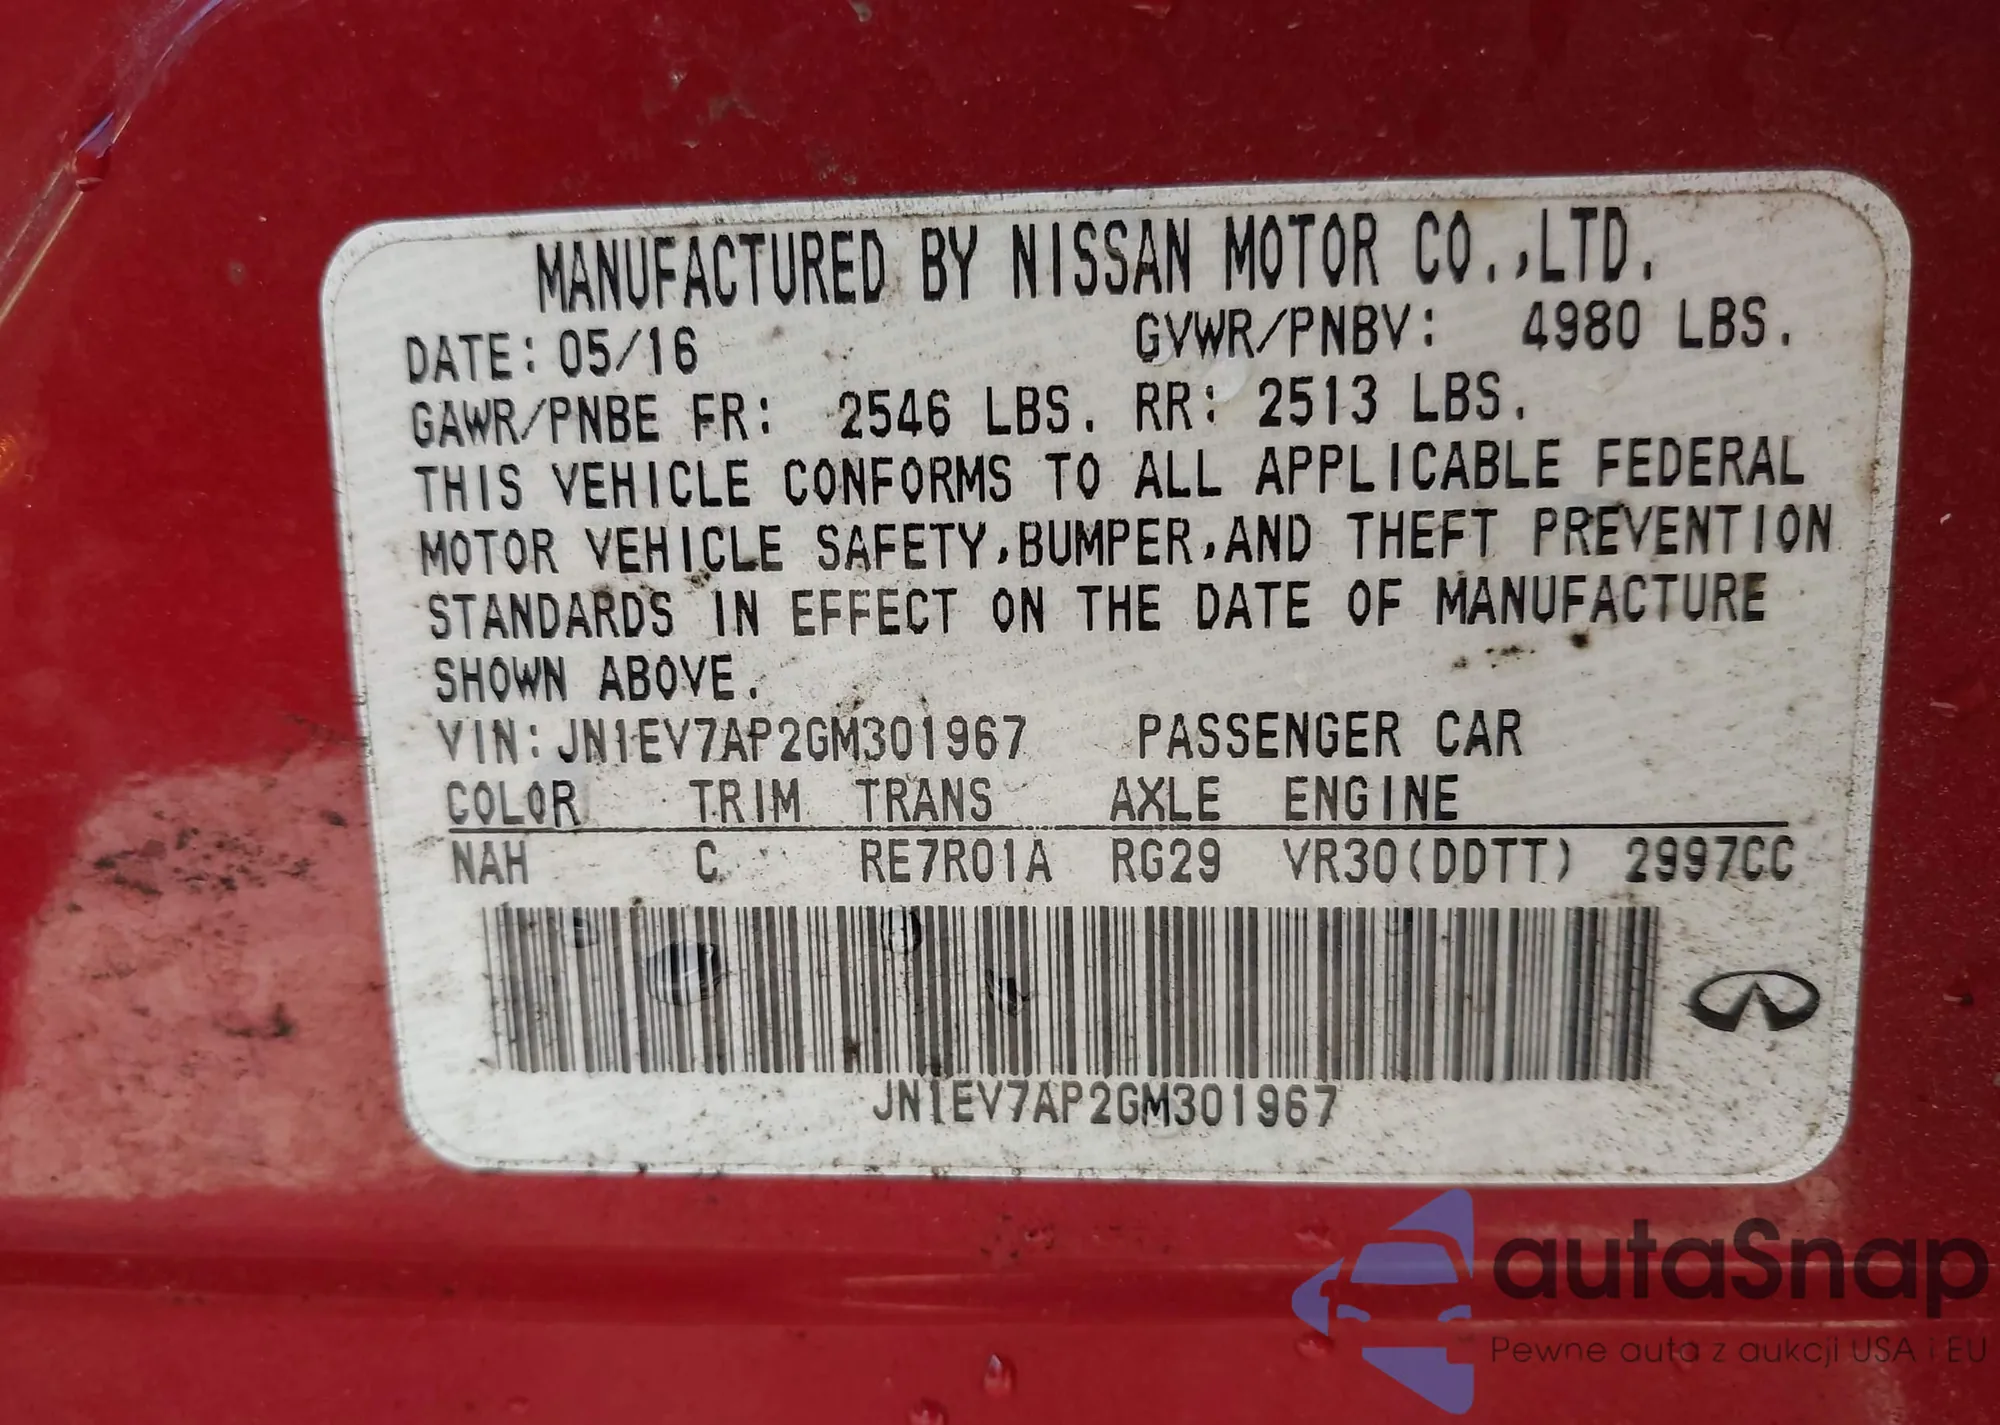 MANUFACTURED BY NISSAN MOTOR CO.,LTD.
DATE: 05/16 GVWR/PNBV: 4980 LBS.
GAWR/PNBE FR: 2546 LBS. RR: 2513 LBS.
THIS VEHICLE CONFORMS TO ALL APPLICABLE FEDERAL
MOTOR VEHICLE SAFETY,BUMPER,AND THEFT PREVENTION
STANDARDS IN EFFECT ON THE DATE OF MANUFACTURE
SHOWN ABOVE.
VIN: JN1EV7AP2GM301967 PASSENGER CAR
COLOR TRIM TRANS AXLE ENGINE
NAH C RE7R01A RG29 VR30(DDTT) 2997CC
JN1EV7AP2GM301967
autaSnap
Pewne auta z aukcji USA i EU